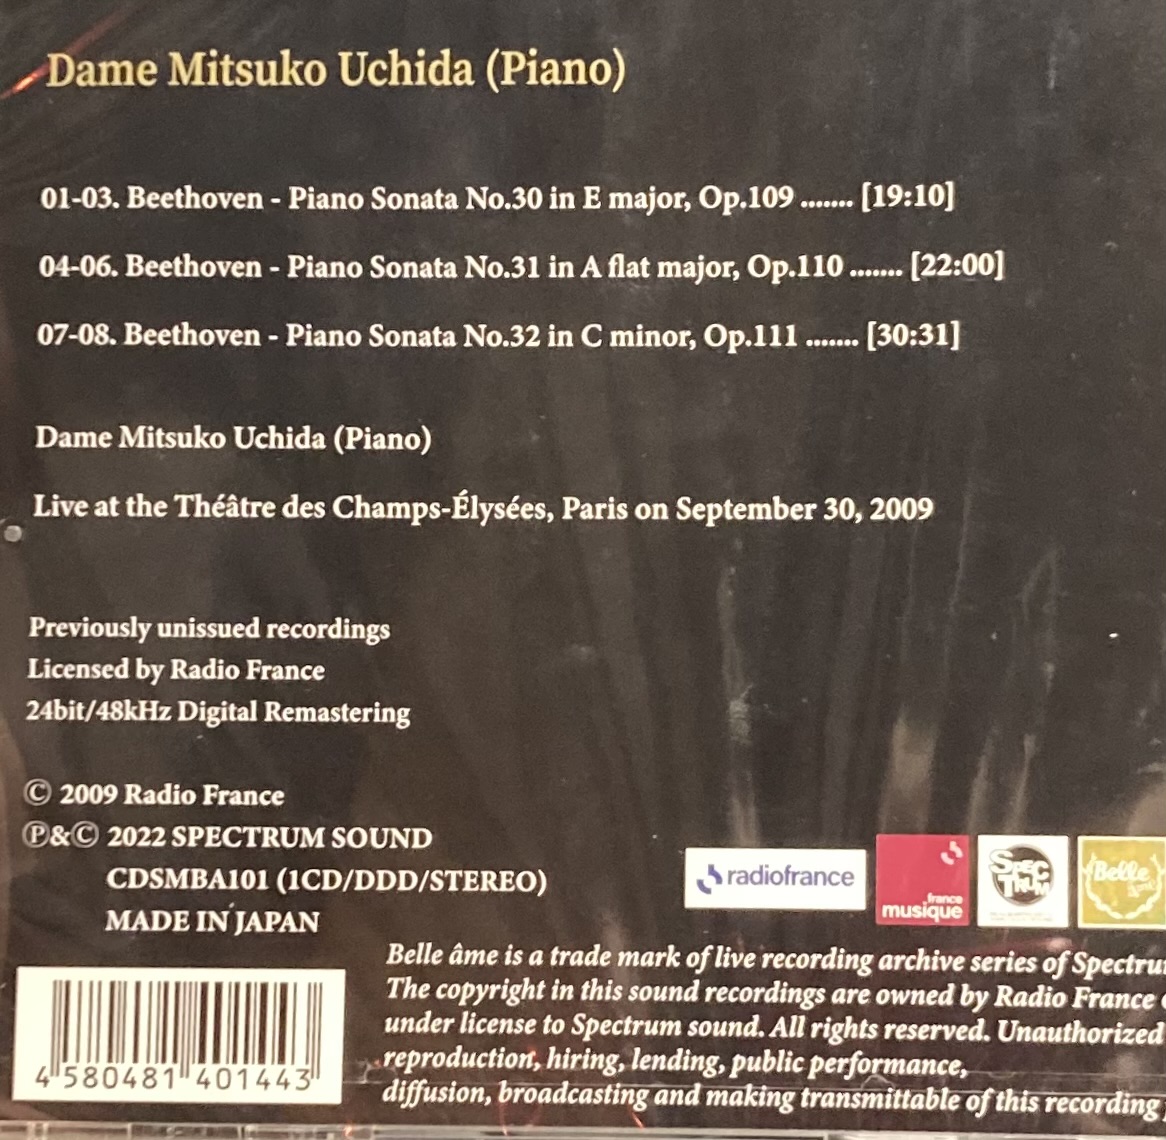 Dame Mitsuko Uchida (Piano)
01-03. Beethoven - Piano Sonata No.30 in E major, Op.109 ....... [19:10]
04-06. Beethoven - Piano Sonata No.31 in A flat major, Op.110 ....... [22:00]
07-08. Beethoven - Piano Sonata No.32 in C minor, Op.111 ....... [30:31]
Dame Mitsuko Uchida (Piano)
Live at the Théâtre des Champs-Élysées, Paris on September 30, 2009
Previously unissued recordings
Licensed by Radio France
24bit/48kHz Digital Remastering
© 2009 Radio France
℗&© 2022 SPECTRUM SOUND
CDSMBA101 (1CD/DDD/STEREO)
MADE IN JAPAN
radiofrance
france
musique
SPEC
TRUM
Belle
âme
Belle âme is a trade mark of live recording archive series of Spectru
The copyright in this sound recordings are owned by Radio France
under license to Spectrum sound. All rights reserved. Unauthorized
reproduction, hiring, lending, public performance,
diffusion, broadcasting and making transmittable of this recording
4 580481 401443